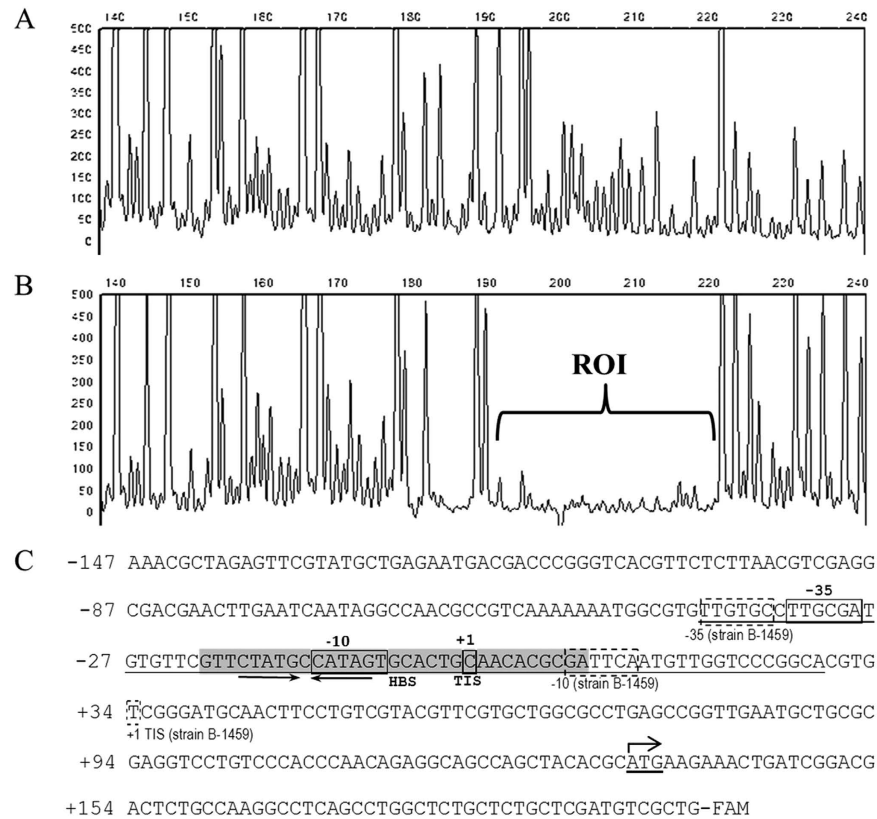 A
140 150 160 170 180 190 200 210 220 230 240
500
450
400
350
300
250
200
150
100
50
0
B
140 150 160 170 180 190 200 210 220 230 240
500
450
400
350
300
250
200
150
100
50
0
ROI
C
-147 AAACGCTAGAGTTCGTATGCTGAGAATGACGACCCGGGTCACGTTCTCTTAACGTCGAGG
-35
-87 CGACGAACTTGAATCAATAGGCCAACGCCGTCAAAAAAATGGCGTGTTGTGCCTTGCGAT
-35 (strain B-1459)
-10 +1
-27 GTGTTCGTTCTATGCCATAGTGCACTGCAACACGCGATTCAATGTTGGTCCCGGCACGTG
HBS TIS -10 (strain B-1459)
+34 TCGGGATGCAACTTCCTGTCGTACGTTCGTGCTGGCGCCTGAGCCGGTTGAATGCTGCGC
+1 TIS (strain B-1459)
+94 GAGGTCCTGTCCCACCCAACAGAGGCAGCCAGCTACACGCATGAAGAAACTGATCGGACG
+154 ACTCTGCCAAGGCCTCAGCCTGGCTCTGCTCTGCTCGATGTCGCTG-FAM